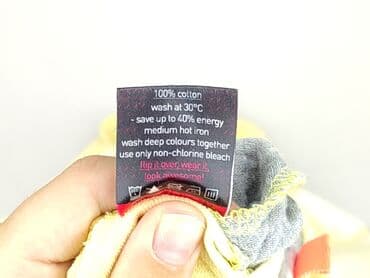 100% cotton
wash at 30°C
- save up to 40% energy
medium hot iron
wash deep colours together
use only non-chlorine bleach
Rip it over, wear it,
look awesome!